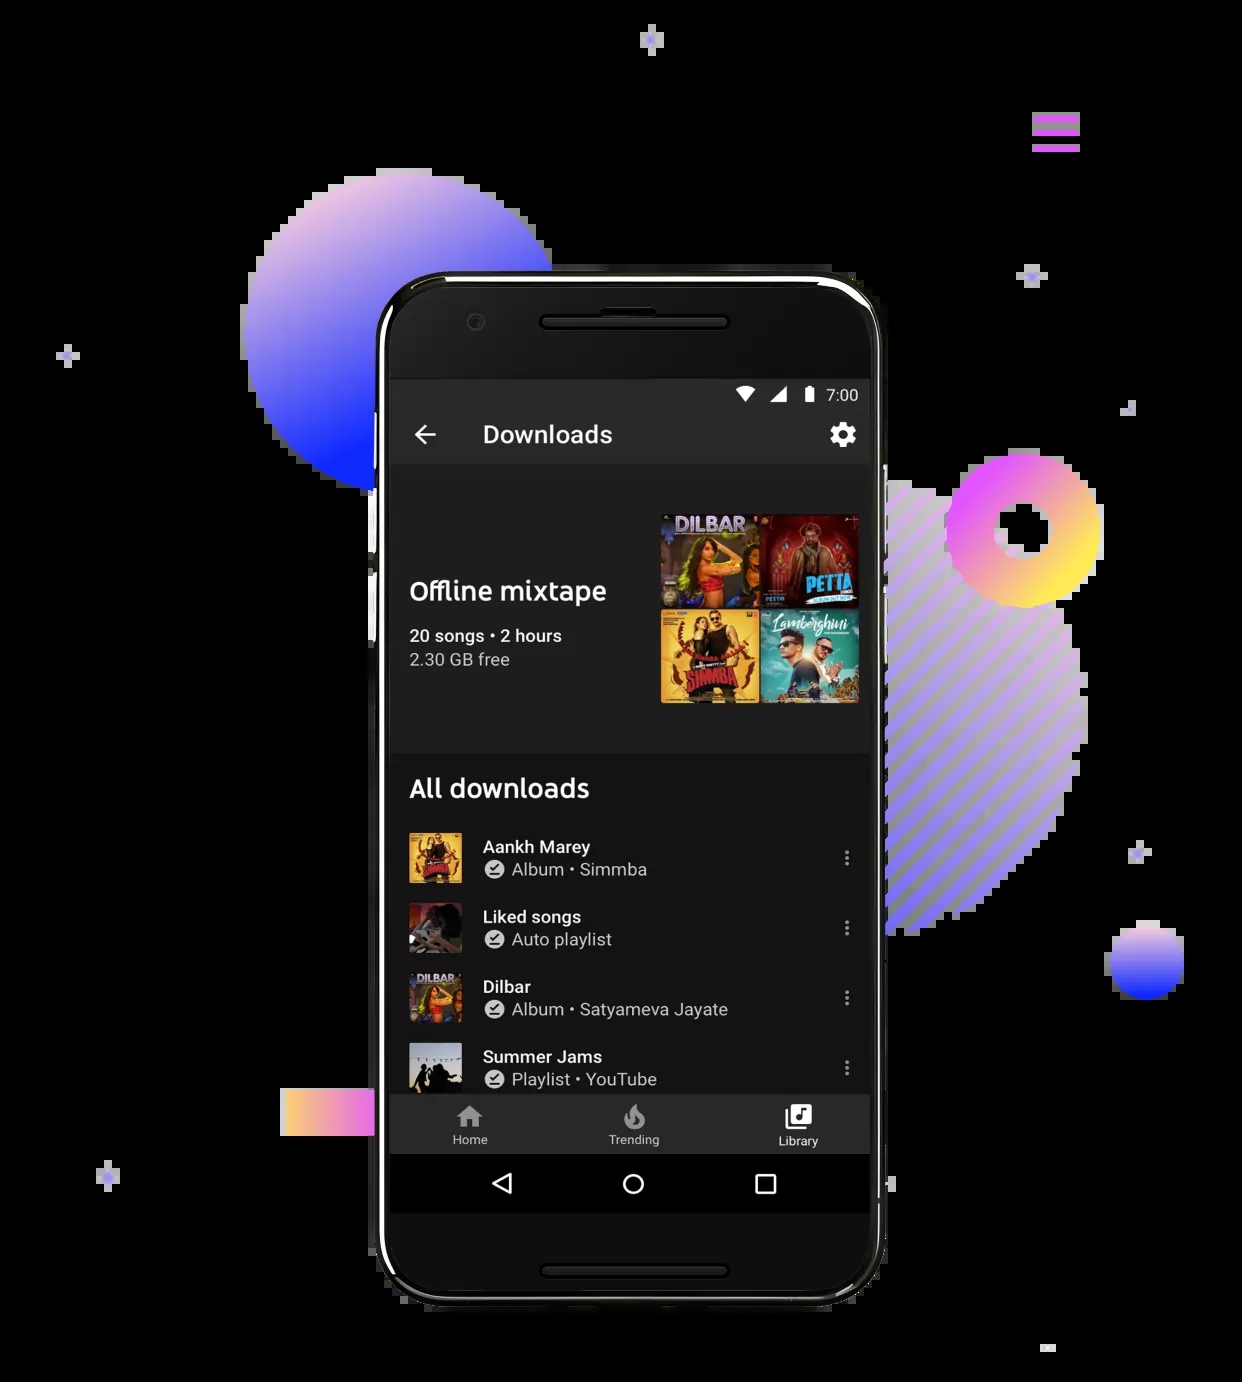 7:00
Downloads
Offline mixtape
20 songs • 2 hours
2.30 GB free
DILBAR
PETTA
PETTA
SIMMBA
Lamberghini
All downloads
Aankh Marey
Album • Simmba
Liked songs
Auto playlist
DILBAR
Dilbar
Album • Satyameva Jayate
Summer Jams
Playlist • YouTube
Home
Trending
Library